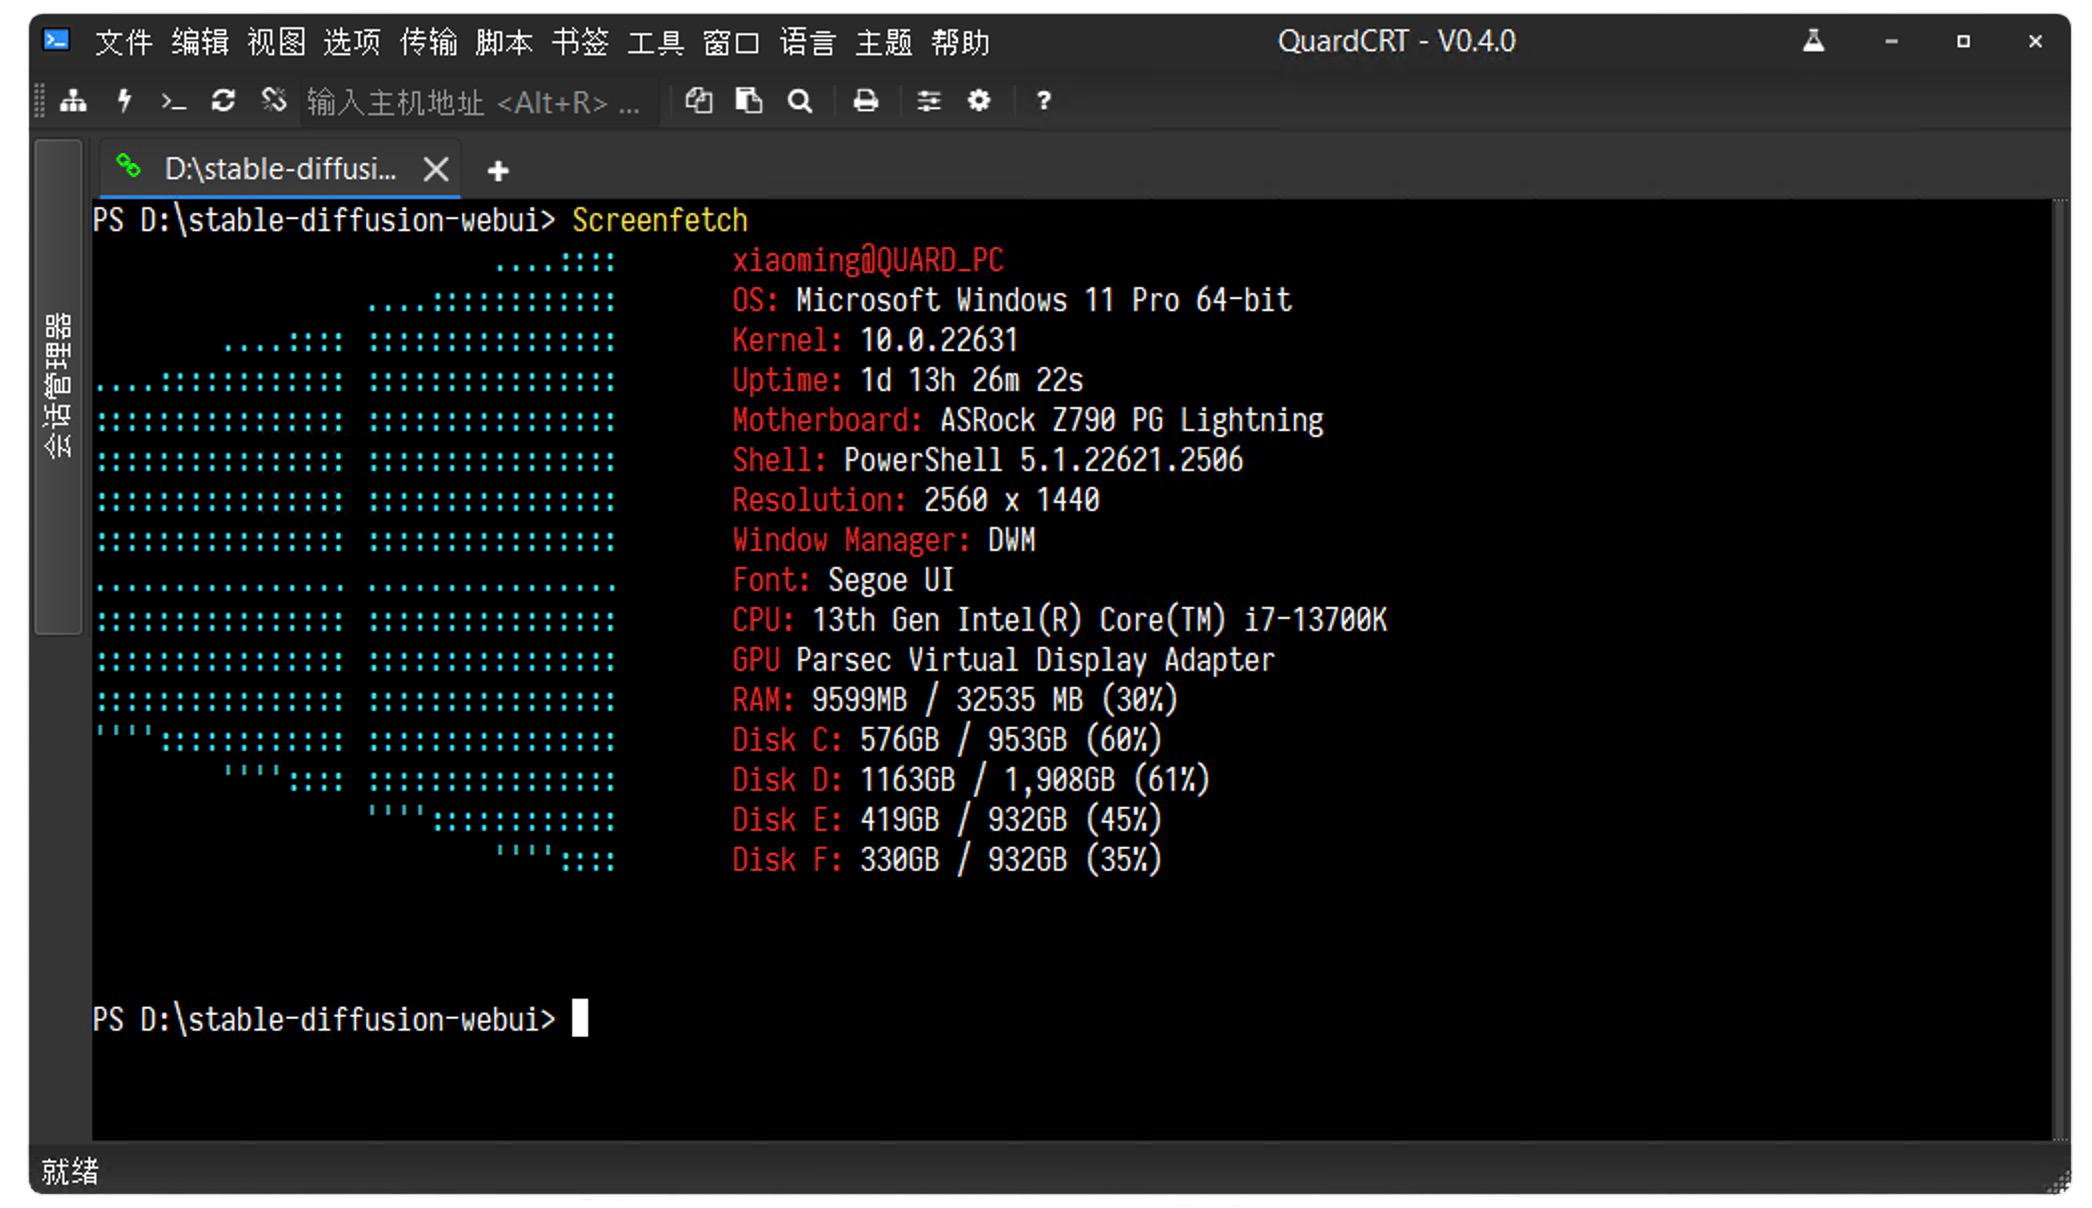 文件 编辑 视图 选项 传输 脚本 书签 工具 窗口 语言 主题 帮助 QuardCRT - V0.4.0
输入主机地址 <Alt+R> ...
D:\stable-diffusi...
会话管理器
PS D:\stable-diffusion-webui> Screenfetch
xiaoming@QUARD_PC
OS: Microsoft Windows 11 Pro 64-bit
Kernel: 10.0.22631
Uptime: 1d 13h 26m 22s
Motherboard: ASRock Z790 PG Lightning
Shell: PowerShell 5.1.22621.2506
Resolution: 2560 x 1440
Window Manager: DWM
Font: Segoe UI
CPU: 13th Gen Intel(R) Core(TM) i7-13700K
GPU Parsec Virtual Display Adapter
RAM: 9599MB / 32535 MB (30%)
Disk C: 576GB / 953GB (60%)
Disk D: 1163GB / 1,908GB (61%)
Disk E: 419GB / 932GB (45%)
Disk F: 330GB / 932GB (35%)
PS D:\stable-diffusion-webui>
就绪